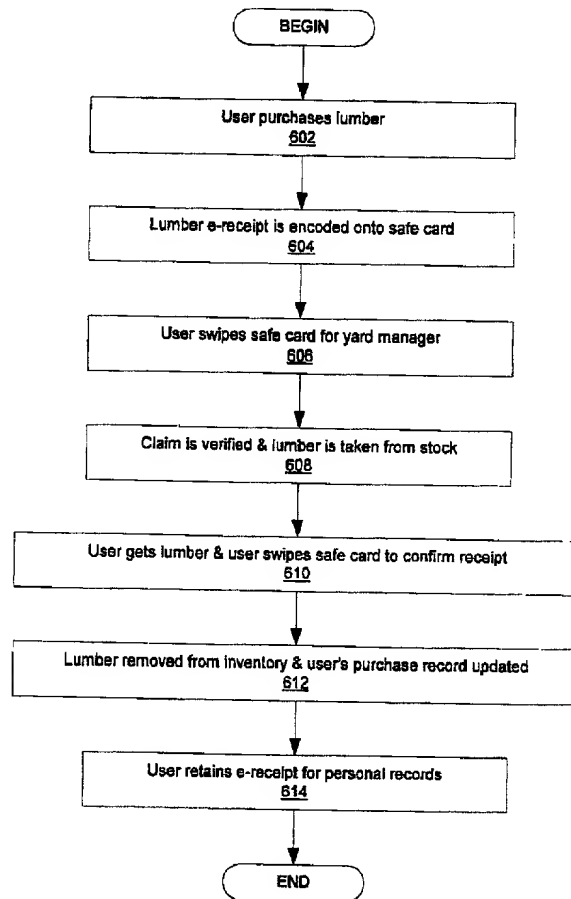 BEGIN
User purchases lumber
602
Lumber e-receipt is encoded onto safe card
604
User swipes safe card for yard manager
606
Claim is verified & lumber is taken from stock
608
User gets lumber & user swipes safe card to confirm receipt
610
Lumber removed from inventory & user's purchase record updated
612
User retains e-receipt for personal records
614
END